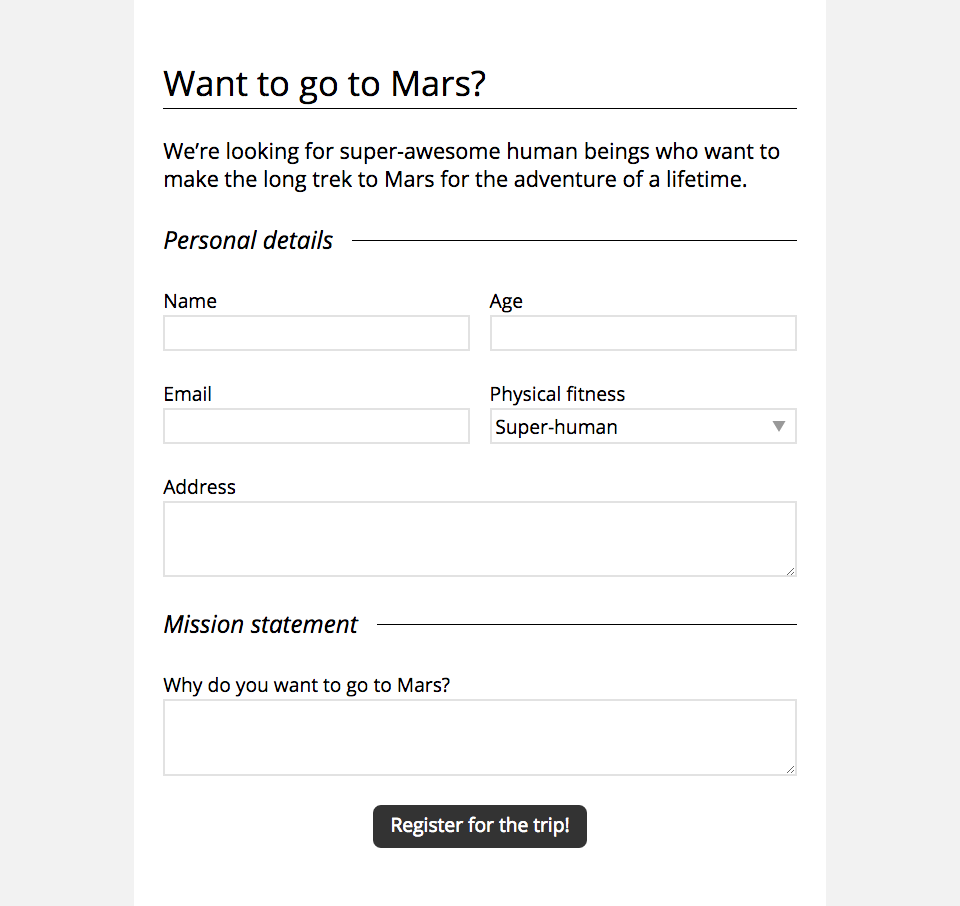 Want to go to Mars?
We’re looking for super-awesome human beings who want to
make the long trek to Mars for the adventure of a lifetime.
Personal details
Name
Age
Email
Physical fitness
Super-human
Address
Mission statement
Why do you want to go to Mars?
Register for the trip!